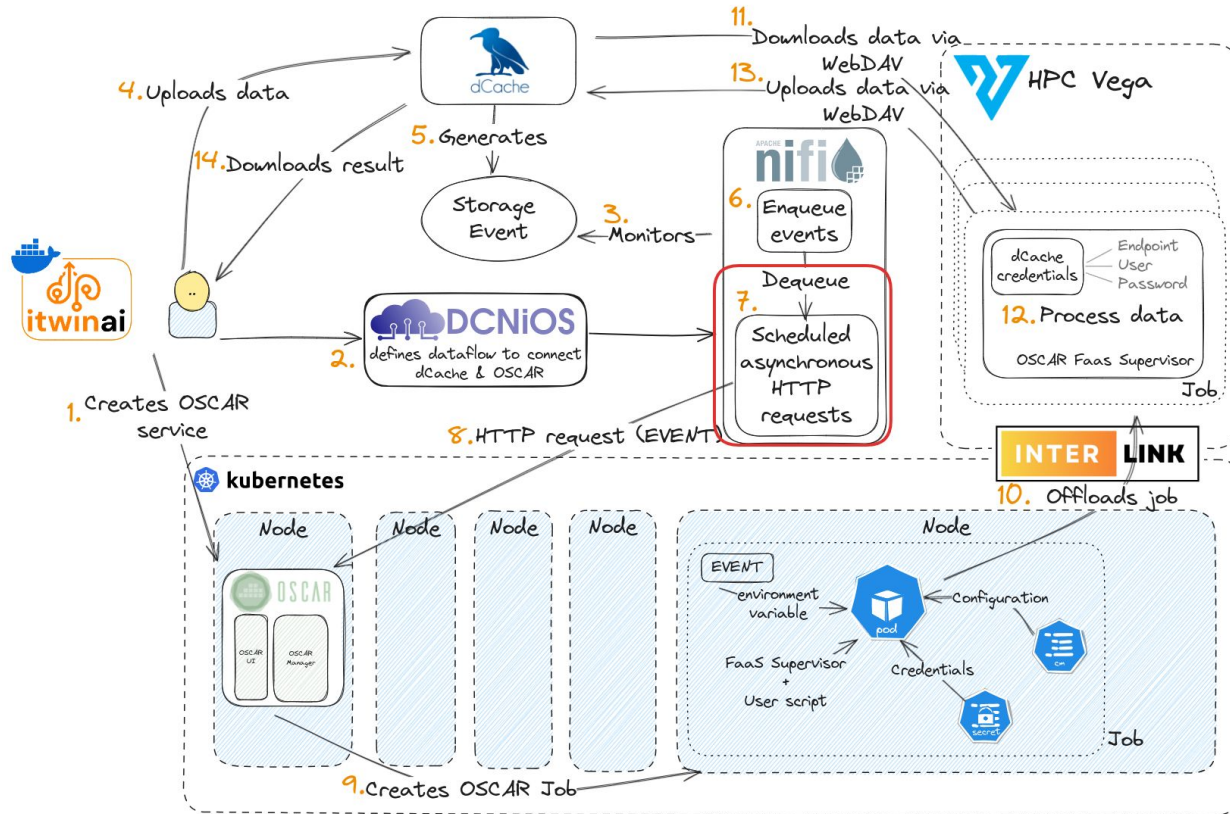 11.
Downloads data via
WebDAV
13.
Uploads data via
WebDAV
dCache
HPC Vega
4. Uploads data
5. Generates
14. Downloads result
APACHE
nifi
6.
Enqueue
events
Storage
Event
3.
Monitors
dCache
credentials
Endpoint
User
Password
12. Process data
OSCAR FaaS Supervisor
Job
Dequeue
7.
Scheduled
asynchronous
HTTP
requests
itwinai
DCNiOS
2.
defines dataflow to connect
dcache & OSCAR
1. Creates OSCAR
service
8. HTTP request (EVENT)
INTER LINK
10. Offloads job
kubernetes
Node
Node
Node
Node
Node
OSCAR
OSCAR
UI
OSCAR
Manager
EVENT
environment
variable
pod
Configuration
cm
FaaS Supervisor
+
User script
Credentials
secret
Job
9. Creates OSCAR Job